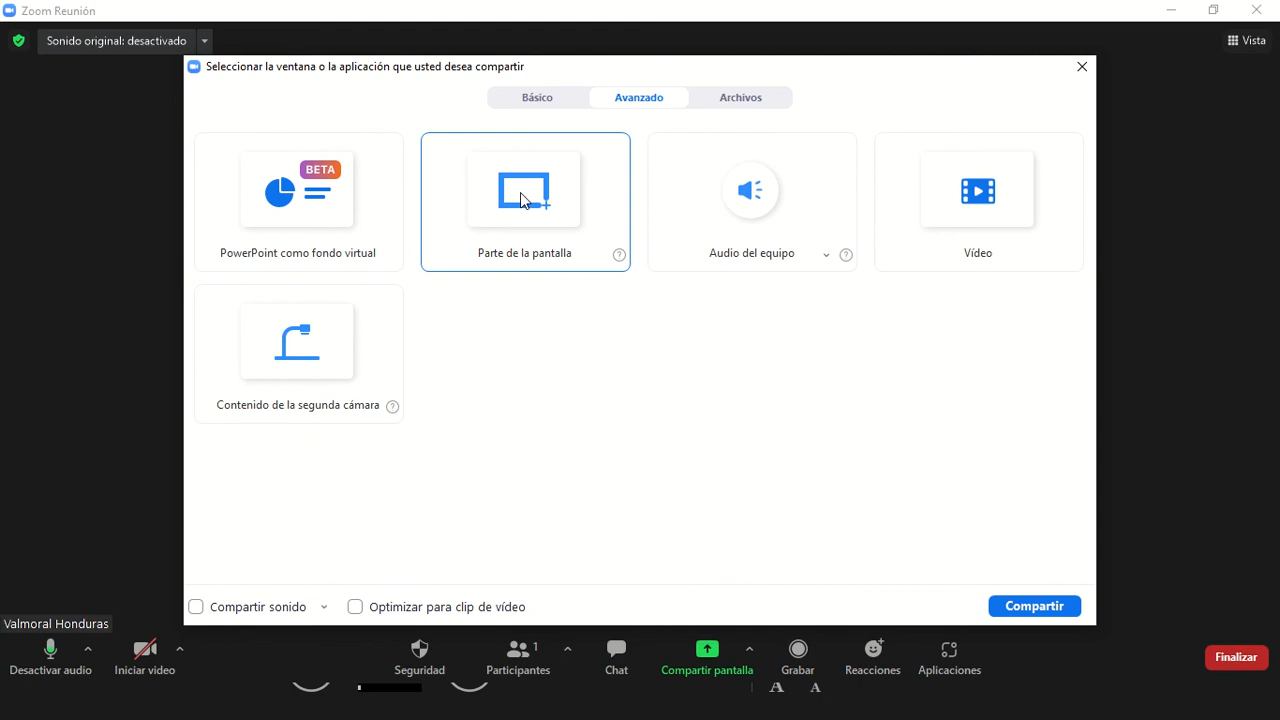 Zoom Reunión
Sonido original: desactivado
Vista
Seleccionar la ventana o la aplicación que usted desea compartir
Básico
Avanzado
Archivos
BETA
PowerPoint como fondo virtual
Parte de la pantalla
Audio del equipo
Vídeo
Contenido de la segunda cámara
Compartir sonido
Optimizar para clip de vídeo
Compartir
Valmoral Honduras
Desactivar audio
Iniciar video
Seguridad
1
Participantes
Chat
Compartir pantalla
Grabar
Reacciones
Aplicaciones
Finalizar
A A